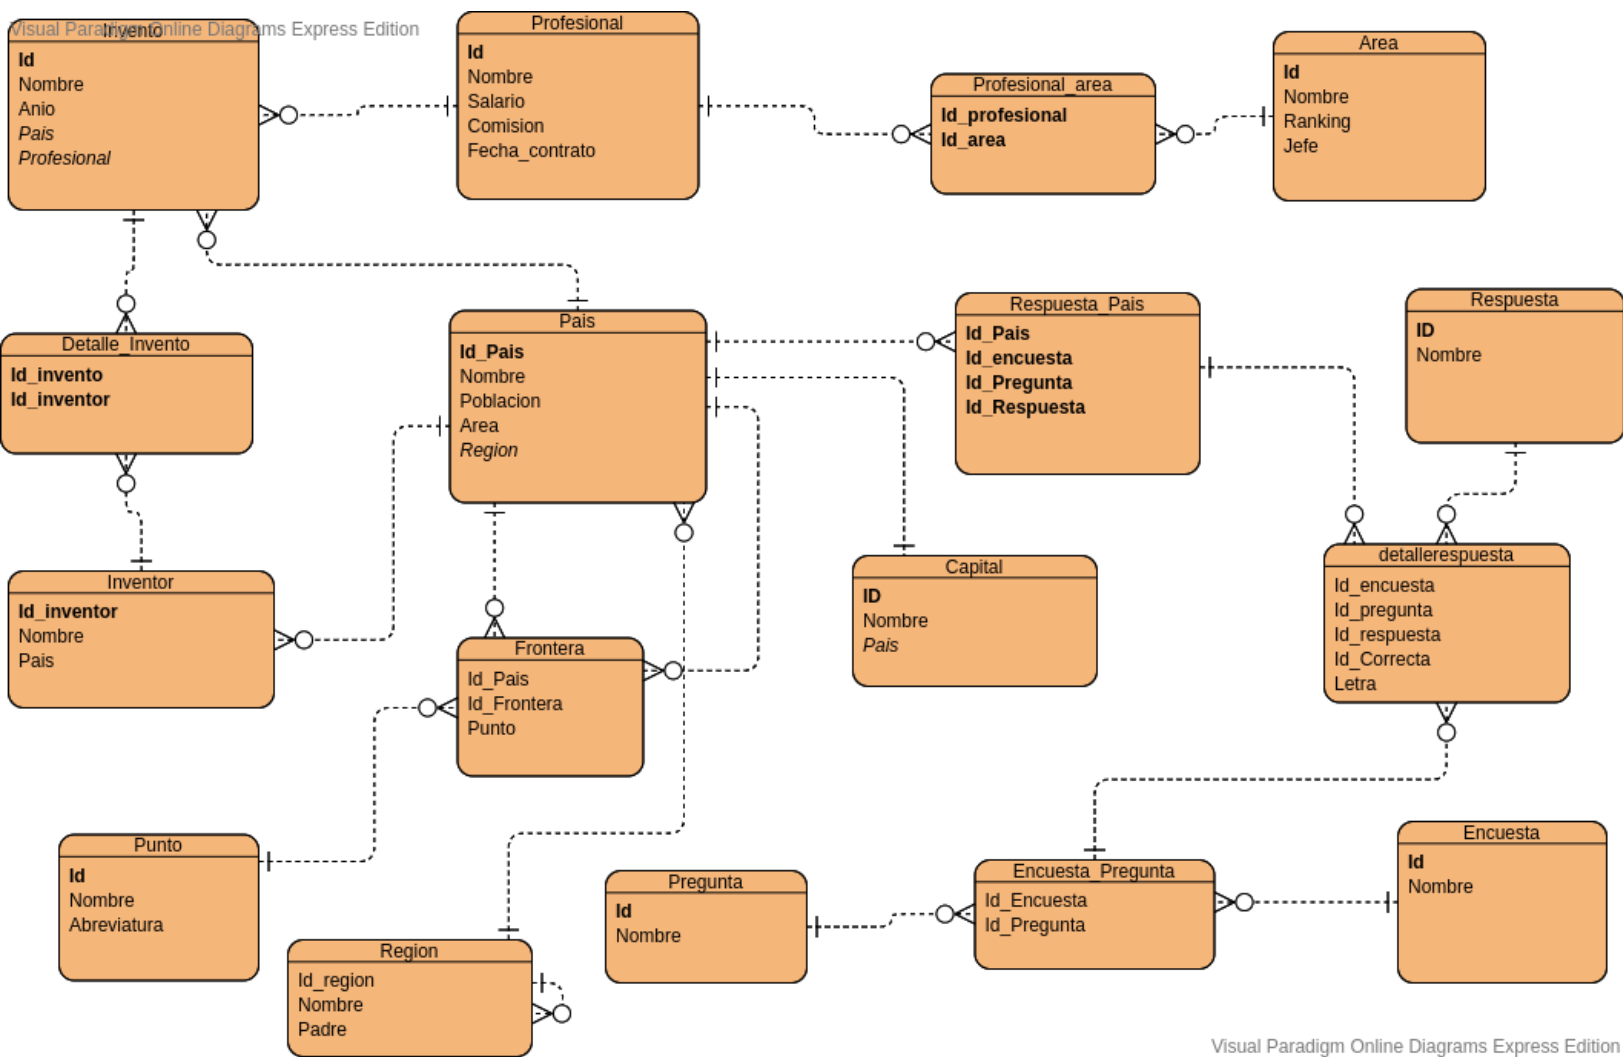 Visual Paradigm Online Diagrams Express Edition
Invento
Id
Nombre
Anio
Pais
Profesional
Profesional
Id
Nombre
Salario
Comision
Fecha_contrato
Profesional_area
Id_profesional
Id_area
Area
Id
Nombre
Ranking
Jefe
Detalle_Invento
Id_invento
Id_inventor
Pais
Id_Pais
Nombre
Poblacion
Area
Region
Respuesta_Pais
Id_Pais
Id_encuesta
Id_Pregunta
Id_Respuesta
Respuesta
ID
Nombre
Inventor
Id_inventor
Nombre
Pais
Frontera
Id_Pais
Id_Frontera
Punto
Capital
ID
Nombre
Pais
detallerespuesta
Id_encuesta
Id_pregunta
Id_respuesta
Id_Correcta
Letra
Punto
Id
Nombre
Abreviatura
Region
Id_region
Nombre
Padre
Pregunta
Id
Nombre
Encuesta_Pregunta
Id_Encuesta
Id_Pregunta
Encuesta
Id
Nombre
Visual Paradigm Online Diagrams Express Edition